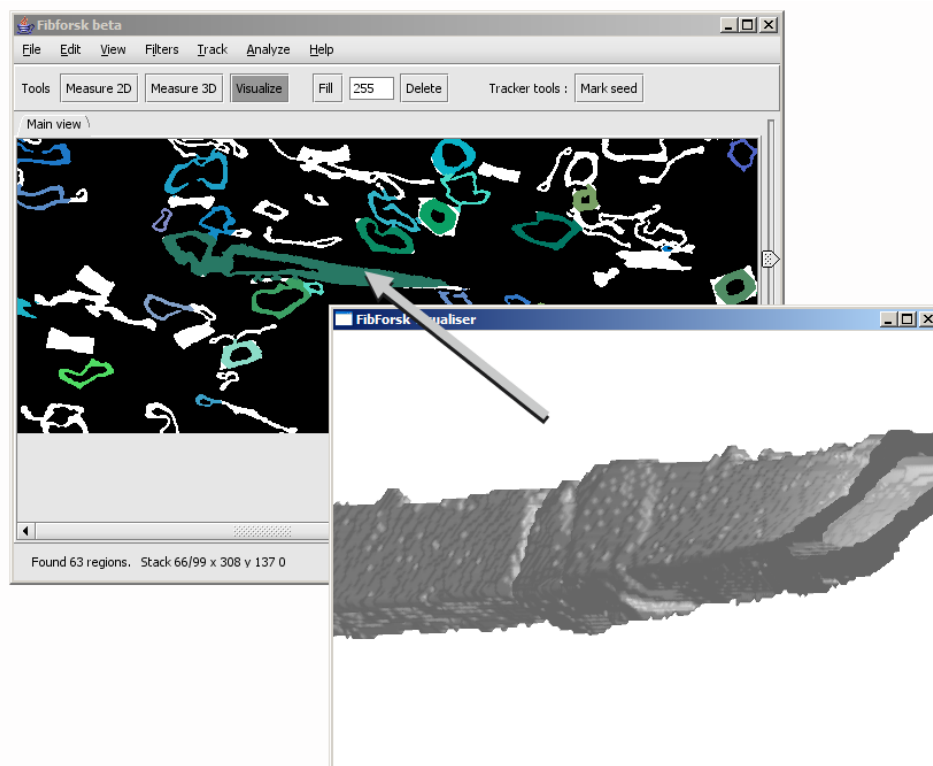 Fibforsk beta
File Edit View Filters Track Analyze Help
Tools Measure 2D Measure 3D Visualize Fill 255 Delete Tracker tools : Mark seed
Main view
FibForsk
Found 63 regions. Stack 66/99 x 308 y 137 0